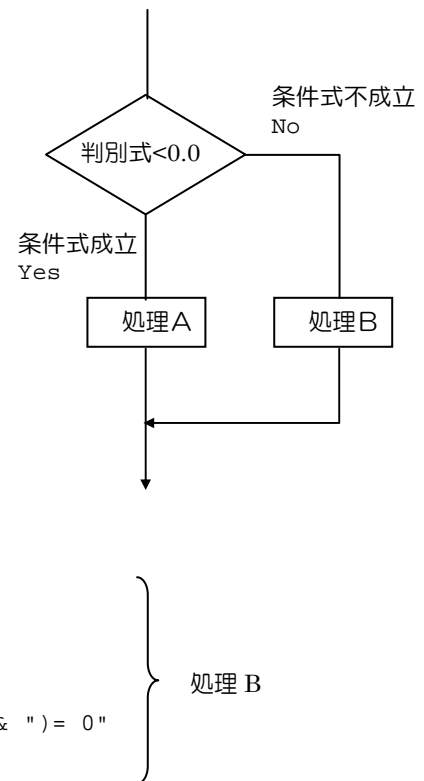 条件式不成立
No
判別式<0.0
条件式成立
Yes
処理A
処理B
処理 B
& ")= 0"